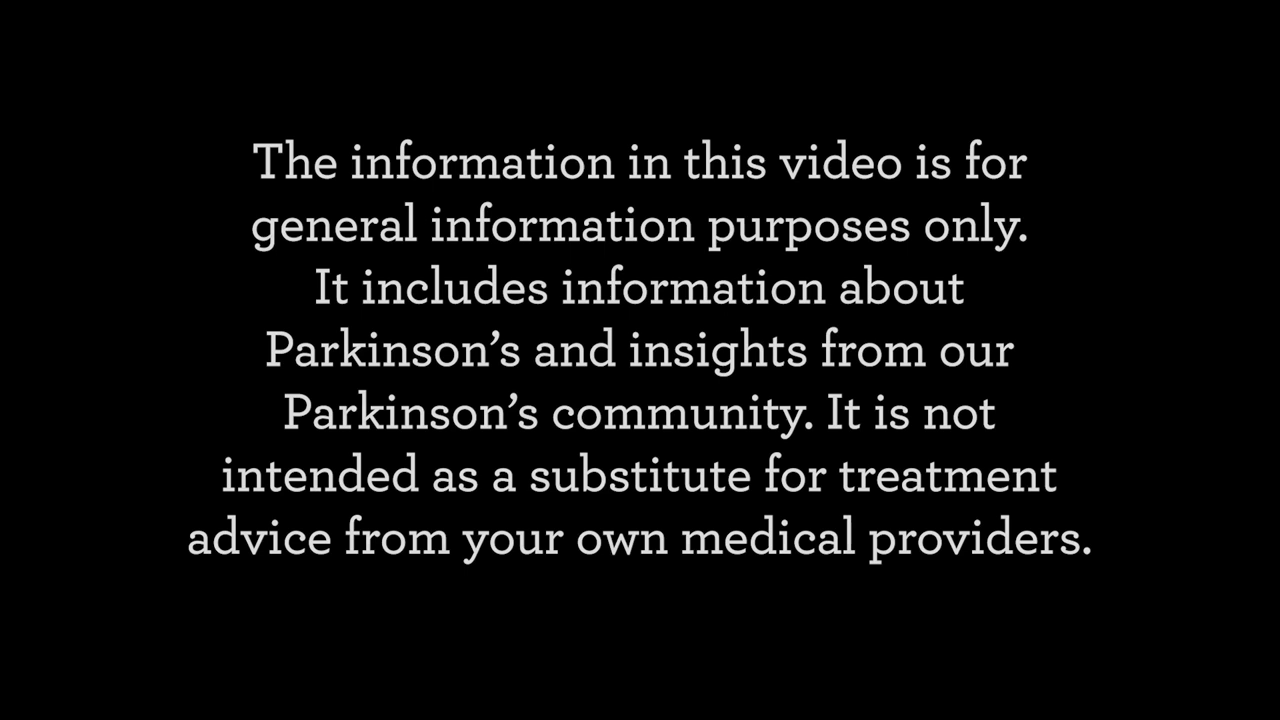 The information in this video is for
general information purposes only.
It includes information about
Parkinson’s and insights from our
Parkinson’s community. It is not
intended as a substitute for treatment
advice from your own medical providers.